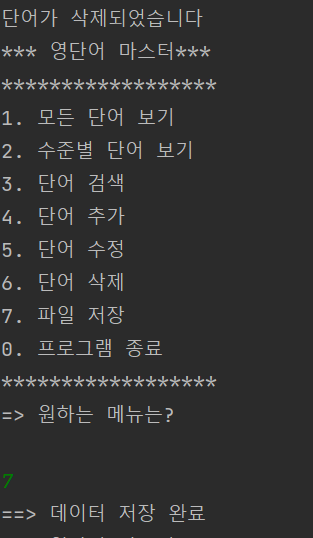 단어가 삭제되었습니다
*** 영단어 마스터***
******************
1. 모든 단어 보기
2. 수준별 단어 보기
3. 단어 검색
4. 단어 추가
5. 단어 수정
6. 단어 삭제
7. 파일 저장
0. 프로그램 종료
******************
=> 원하는 메뉴는?
7
==> 데이터 저장 완료